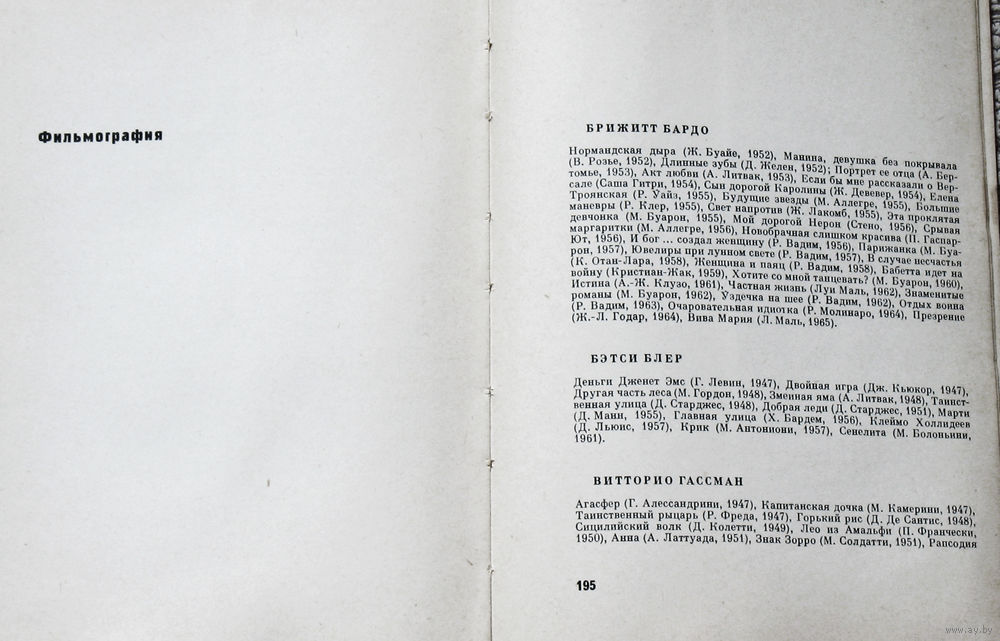 Фильмография
БРИЖИТТ БАРДО
Нормандская дыра (Ж. Буайе, 1952), Манина, девушка без покрывала
(В. Розье, 1952), Длинные зубы (Д. Желен, 1952); Портрет ее отца (А. Бер-
томье, 1953), Акт любви (А. Литвак, 1953), Если бы мне рассказали о Вер-
сале (Саша Гитри, 1954), Сын дорогой Каролины (Ж. Девевер, 1954), Елена
Троянская (Р. Уайз, 1955), Будущие звезды (М. Аллегре, 1955), Большие
маневры (Р. Клер, 1955), Свет напротив (Ж. Лакомб, 1955), Эта проклятая
девчонка (М. Буарон, 1955), Мой дорогой Нерон (Стено, 1956), Срывая
маргаритки (М. Аллегре, 1956), Новобрачная слишком красива (П. Гаспар-
Ют, 1956), И бог ... создал женщину (Р. Вадим, 1956), Парижанка (М. Буа-
рон, 1957), Ювелиры при лунном свете (Р. Вадим, 1957), В случае несчастья
(К. Отан-Лара, 1958), Женщина и паяц (Р. Вадим, 1958), Бабетта идет на
войну (Кристиан-Жак, 1959), Хотите со мной танцевать? (М. Буарон, 1960),
Истина (А.-Ж. Клузо, 1961), Частная жизнь (Луи Маль, 1962), Знаменитые
романы (М. Буарон, 1962), Уздечка на шее (Р. Вадим, 1962), Отдых воина
(Р. Вадим, 1963), Очаровательная идиотка (Р. Молинаро, 1964), Презрение
(Ж.-Л. Годар, 1964), Вива Мария (Л. Маль, 1965).
БЭТСИ БЛЕР
Деньги Дженет Эмс (Г. Левин, 1947), Двойная игра (Дж. Кьюкор, 1947),
Другая часть леса (М. Гордон, 1948), Змеиная яма (А. Литвак, 1948), Таинст-
венная улица (Д. Старджес, 1948), Добрая леди (Д. Старджес, 1951), Марти
(Д. Манн, 1955), Главная улица (Х. Бардем, 1956), Клеймо Холлидеев
(Д. Льюис, 1957), Крик (М. Антониони, 1957), Сенелита (М. Болоньини,
1961).
ВИТТОРИО ГАССМАН
Агасфер (Г. Алессандрини, 1947), Капитанская дочка (М. Камерини, 1947),
Таинственный рыцарь (Р. Фреда, 1947), Горький рис (Д. Де Сантис, 1948),
Сицилийский волк (Д. Колетти, 1949), Лео из Амальфи (П. Франчески,
1950), Анна (А. Латтуада, 1951), Знак Зорро (М. Солдатти, 1951), Рапсодия
195
www.ay.by